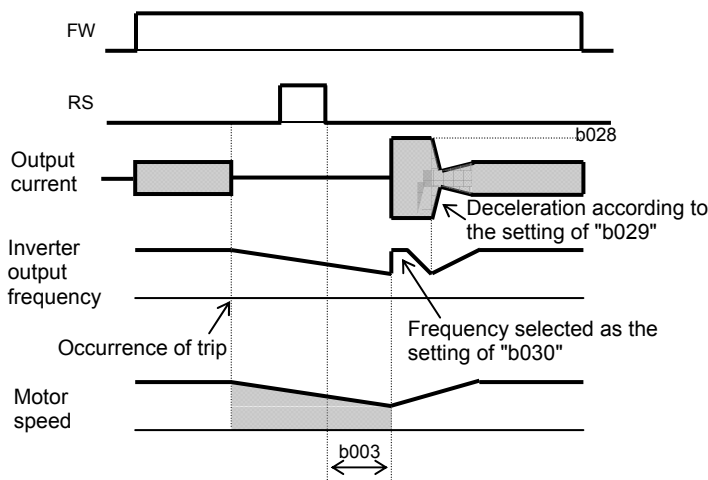 FW
RS
b028
Output
current
Deceleration according to
the setting of "b029"
Inverter
output
frequency
Occurrence of trip
Frequency selected as the
setting of "b030"
Motor
speed
b003